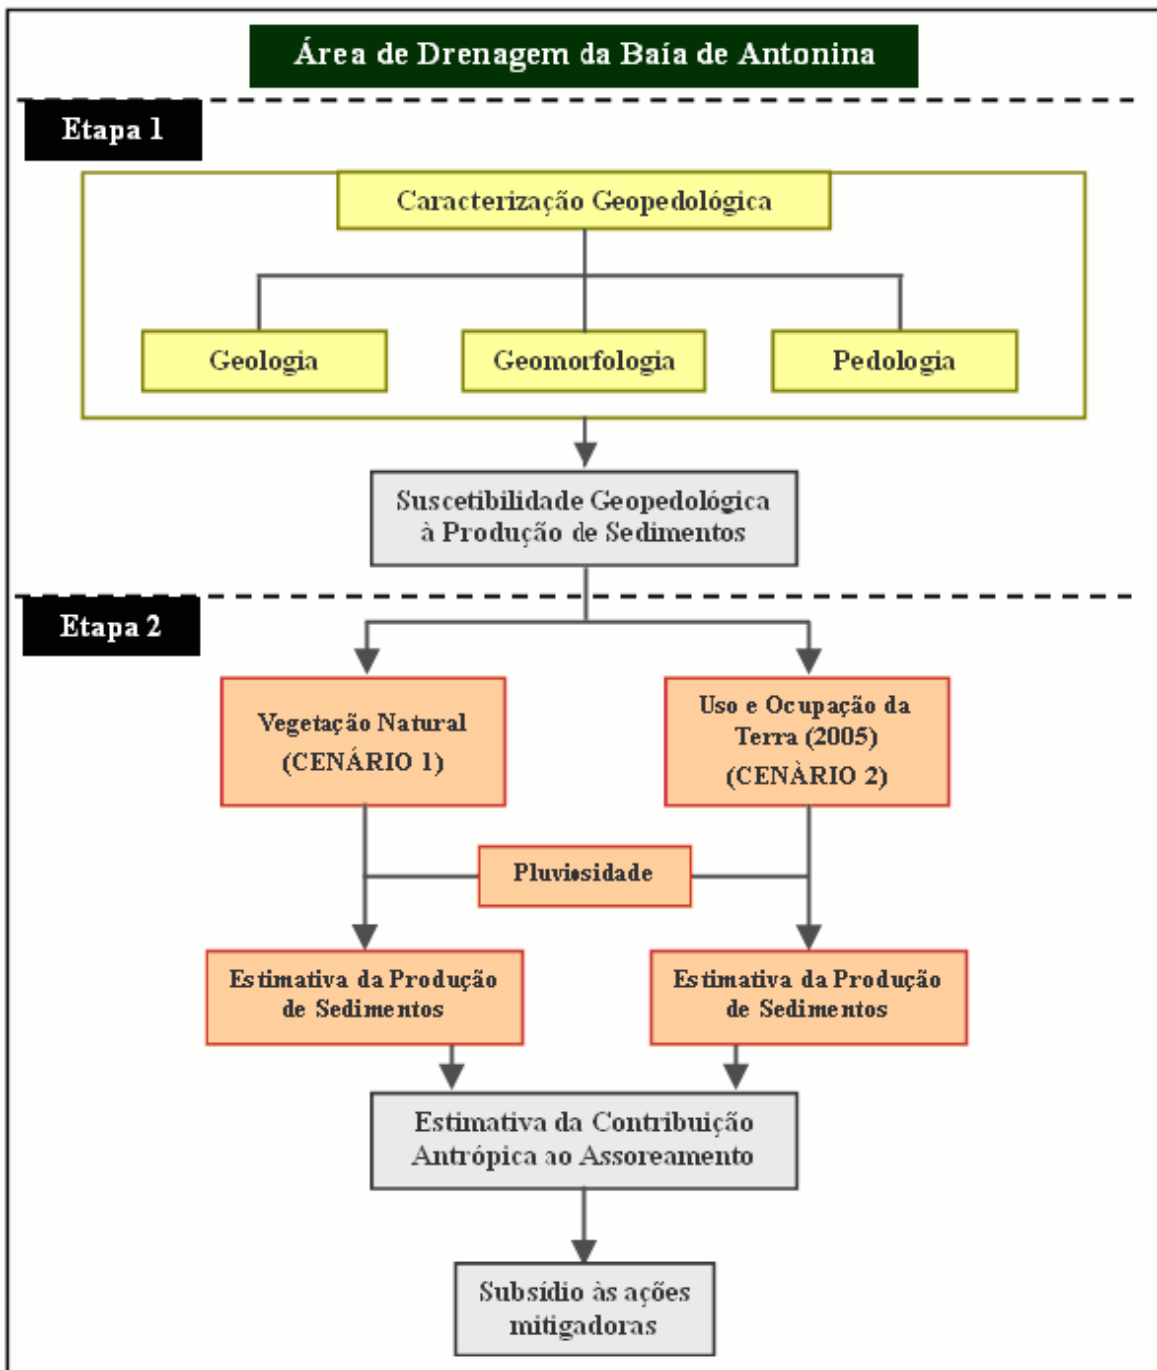 Área de Drenagem da Baía de Antonina
Etapa 1
Caracterização Geopedológica
Geologia
Geomorfologia
Pedologia
Suscetibilidade Geopedológica
à Produção de Sedimentos
Etapa 2
Vegetação Natural
(CENÁRIO 1)
Uso e Ocupação da
Terra (2005)
(CENÀRIO 2)
Pluviosidade
Estimativa da Produção
de Sedimentos
Estimativa da Produção
de Sedimentos
Estimativa da Contribuição
Antrópica ao Assoreamento
Subsídio às ações
mitigadoras